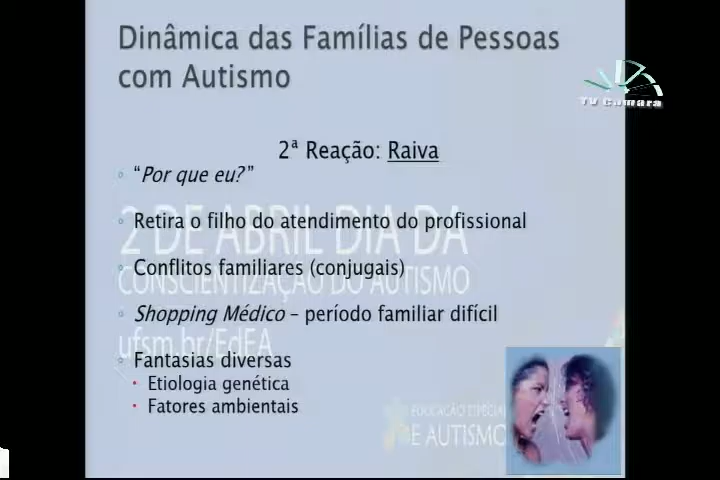 Dinâmica das Famílias de Pessoas
com Autismo
TV Câmara
2ª Reação: Raiva
"Por que eu?"
Retira o filho do atendimento do profissional
2 DE ABRIL DIA DA
Conflitos familiares (conjugais)
CONSCIENTIZAÇÃO DO AUTISMO
Shopping Médico – período familiar difícil
ufsm.br/EdEA
Fantasias diversas
Etiologia genética
Fatores ambientais
EDUCAÇÃO ESPECIAL
E AUTISMO